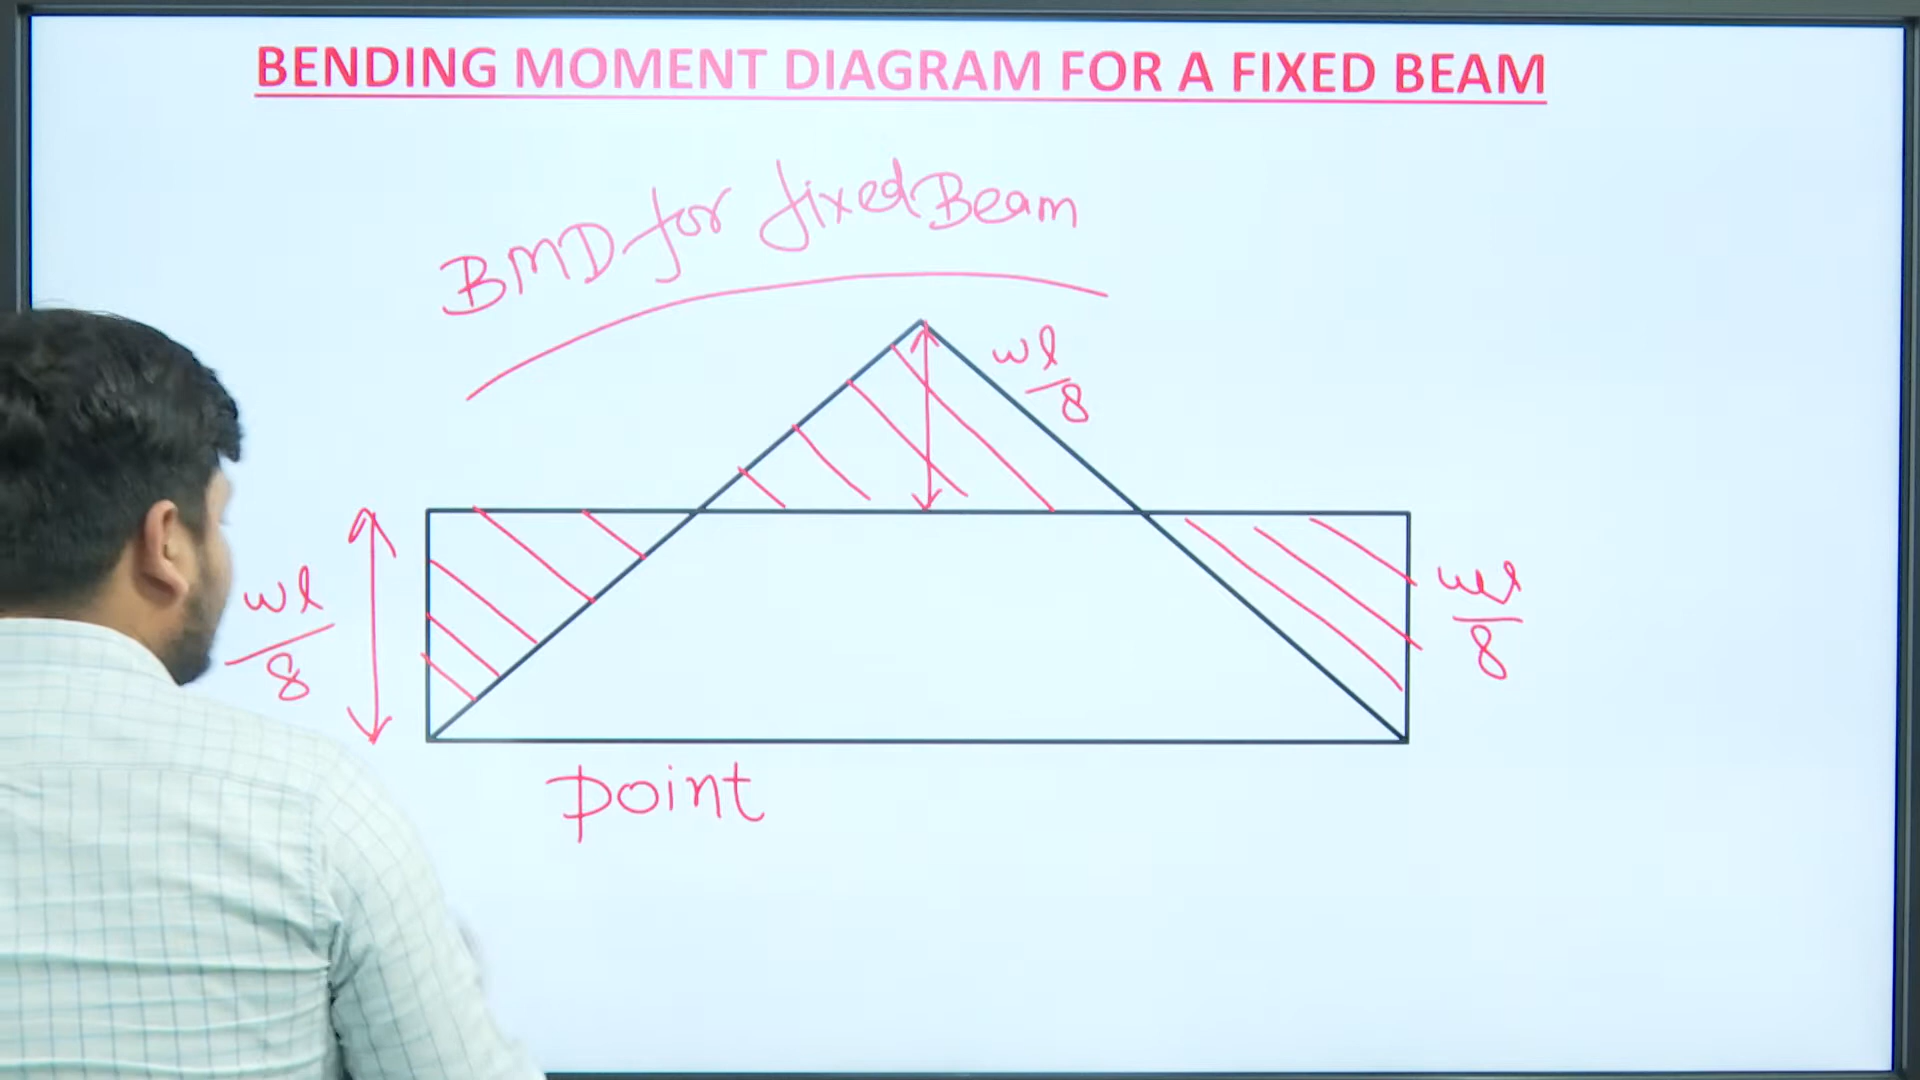 BENDING MOMENT DIAGRAM FOR A FIXED BEAM
BMD for fixed Beam
wl/8
wl/8
wl/8
point